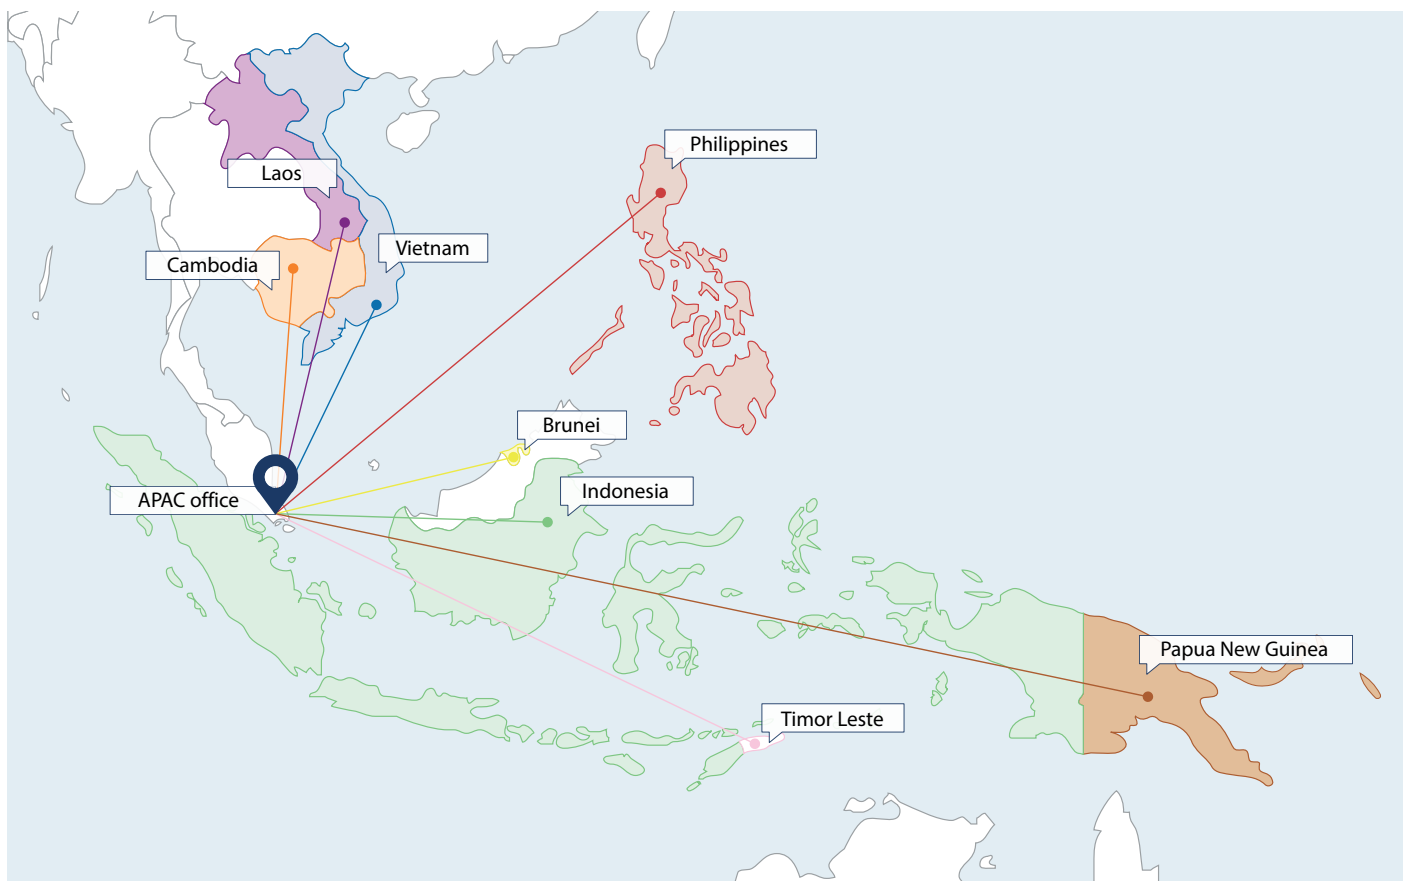 Philippines
Laos
Vietnam
Cambodia
Brunei
Indonesia
APAC office
Papua New Guinea
Timor Leste